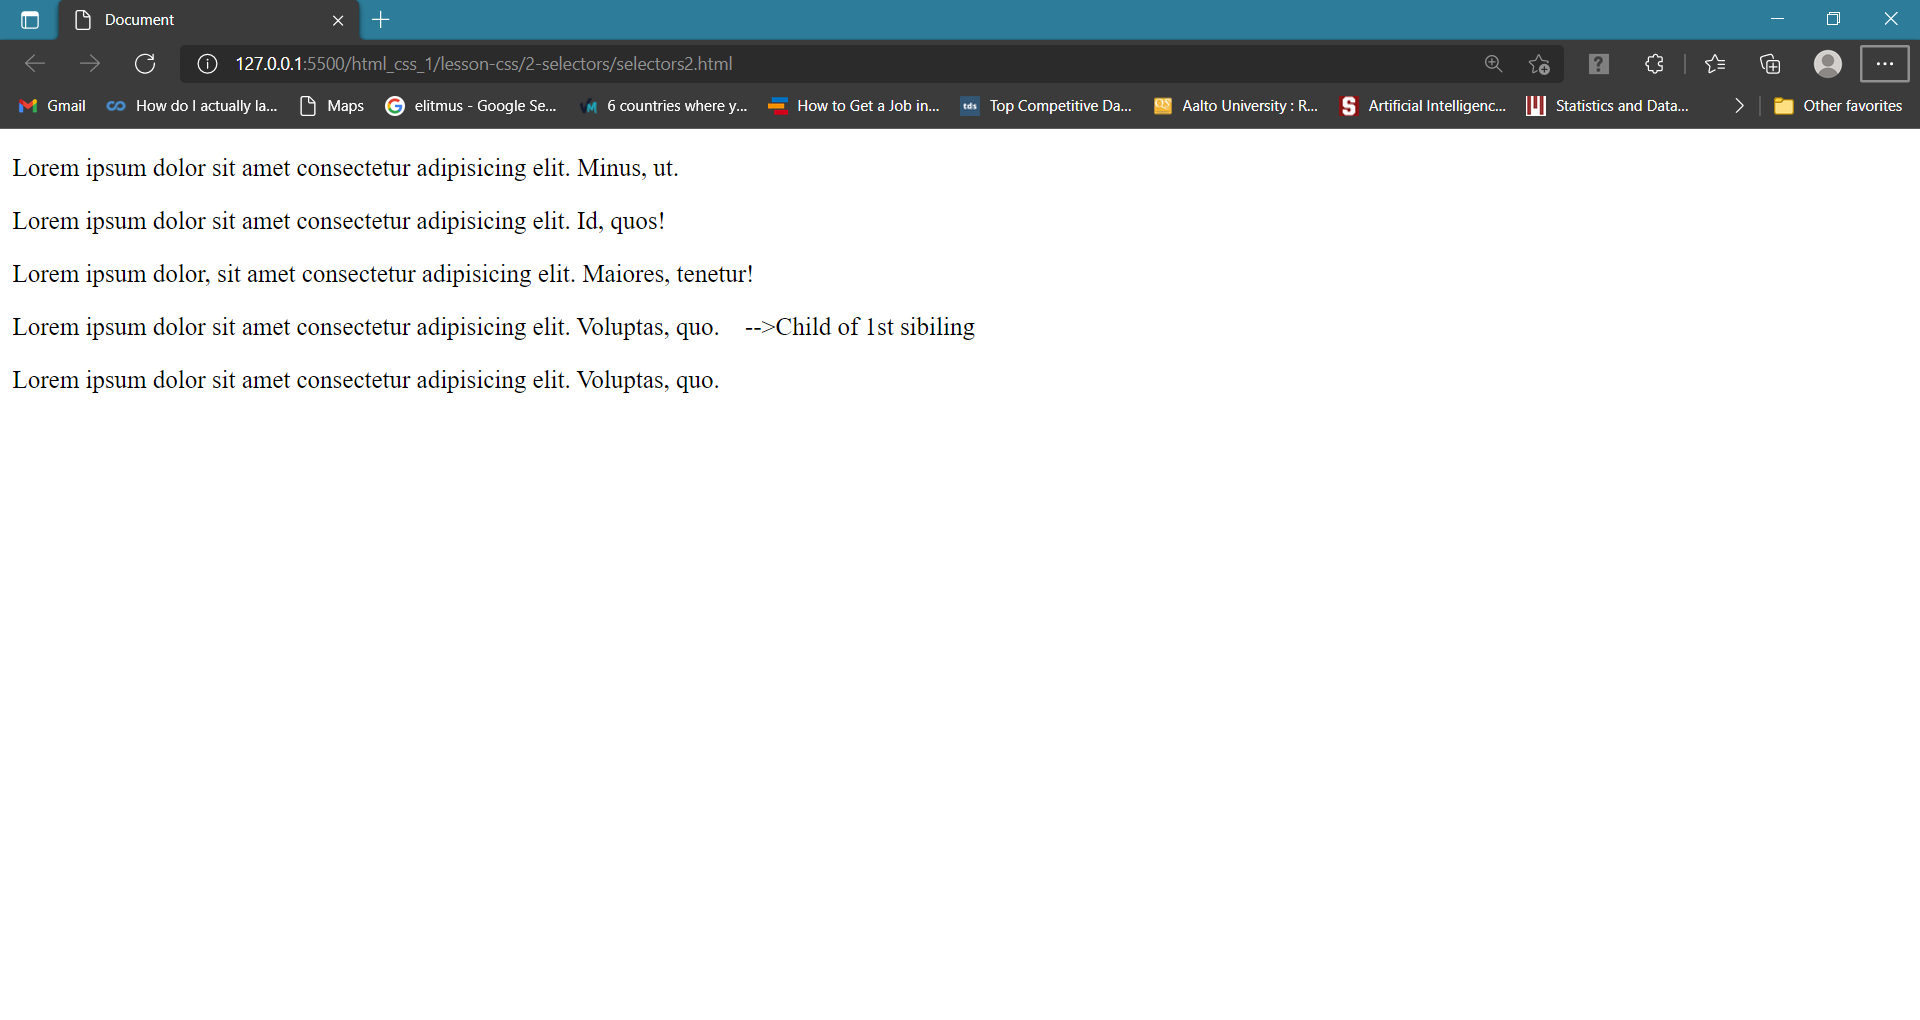 Document
127.0.0.1:5500/html_css_1/lesson-css/2-selectors/selectors2.html
Gmail How do I actually la... Maps elitmus - Google Se... 6 countries where y... How to Get a Job in... tds Top Competitive Da... QS Aalto University : R... S Artificial Intelligenc... Statistics and Data... Other favorites
Lorem ipsum dolor sit amet consectetur adipisicing elit. Minus, ut.
Lorem ipsum dolor sit amet consectetur adipisicing elit. Id, quos!
Lorem ipsum dolor, sit amet consectetur adipisicing elit. Maiores, tenetur!
Lorem ipsum dolor sit amet consectetur adipisicing elit. Voluptas, quo. -->Child of 1st sibiling
Lorem ipsum dolor sit amet consectetur adipisicing elit. Voluptas, quo.